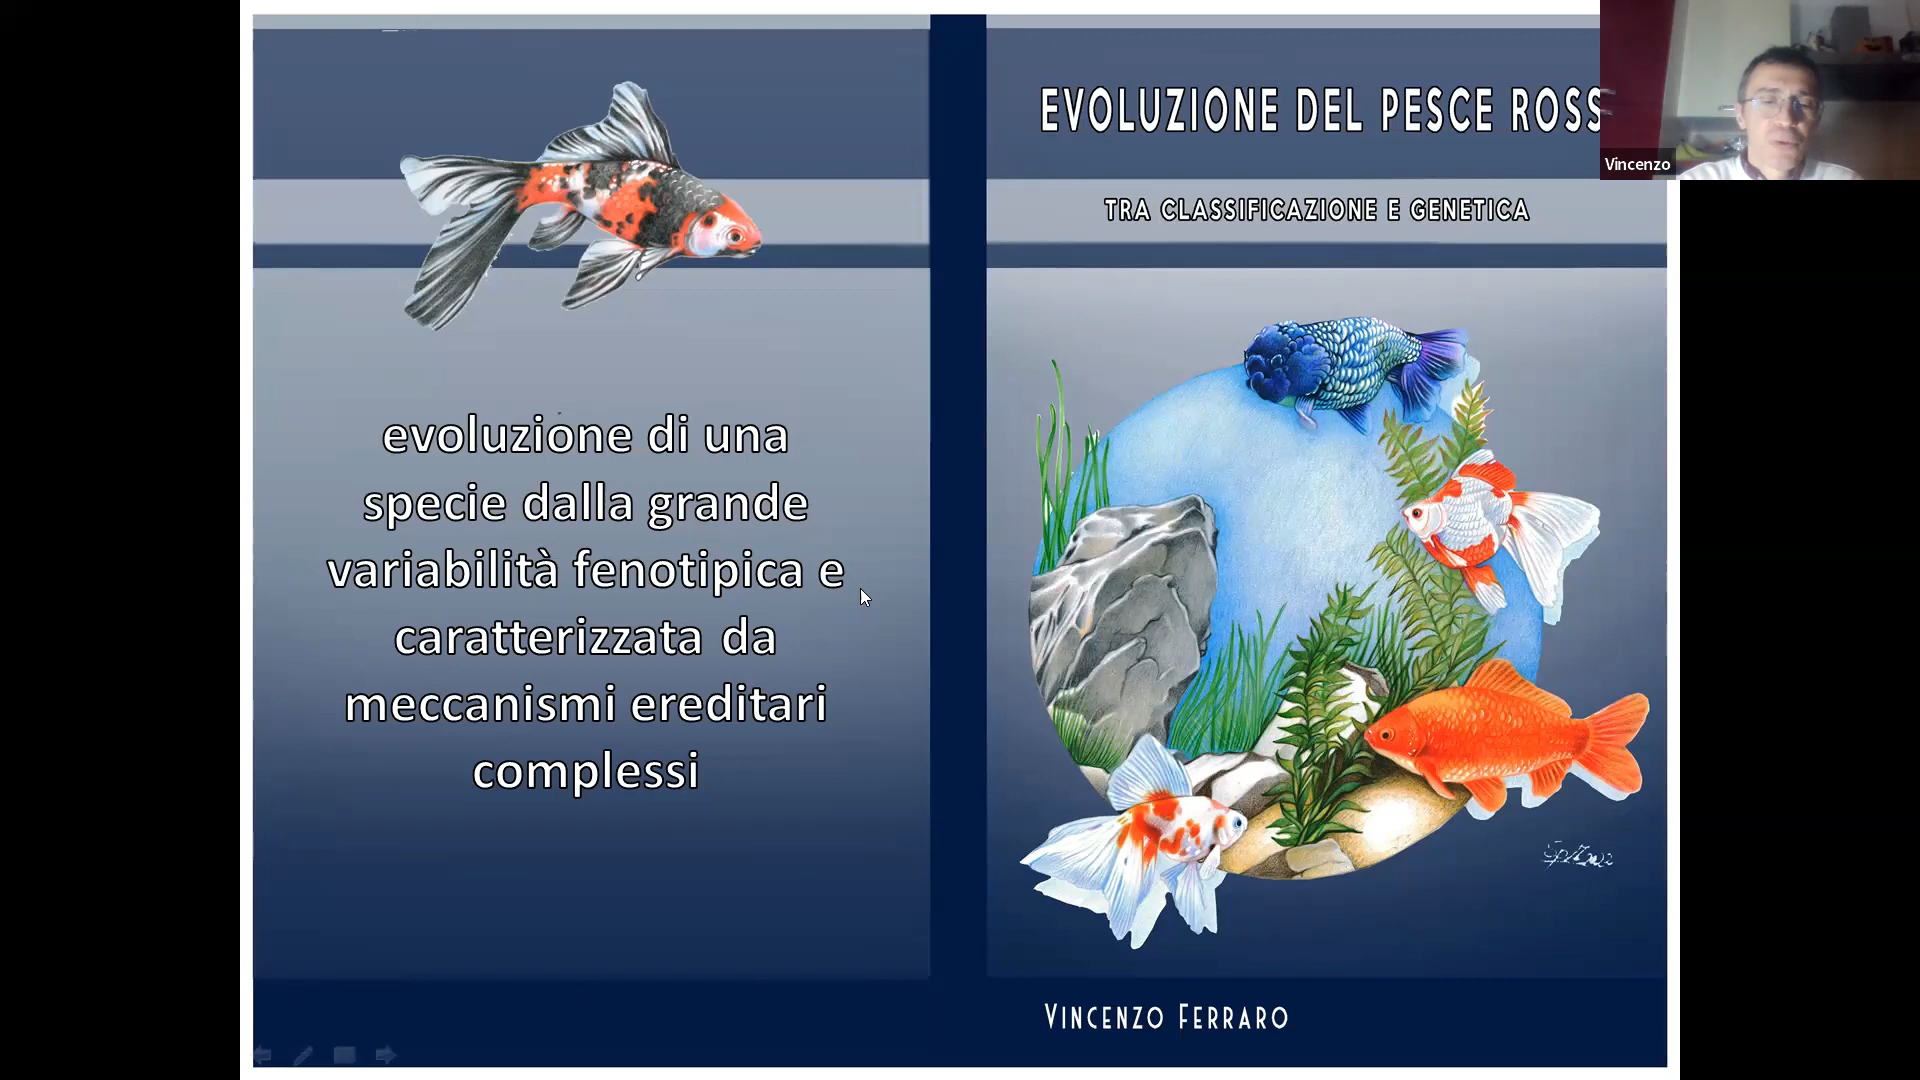 evoluzione di una
specie dalla grande
variabilità fenotipica e
caratterizzata da
meccanismi ereditari
complessi
EVOLUZIONE DEL PESCE ROSS
TRA CLASSIFICAZIONE E GENETICA
VINCENZO FERRARO
Vincenzo